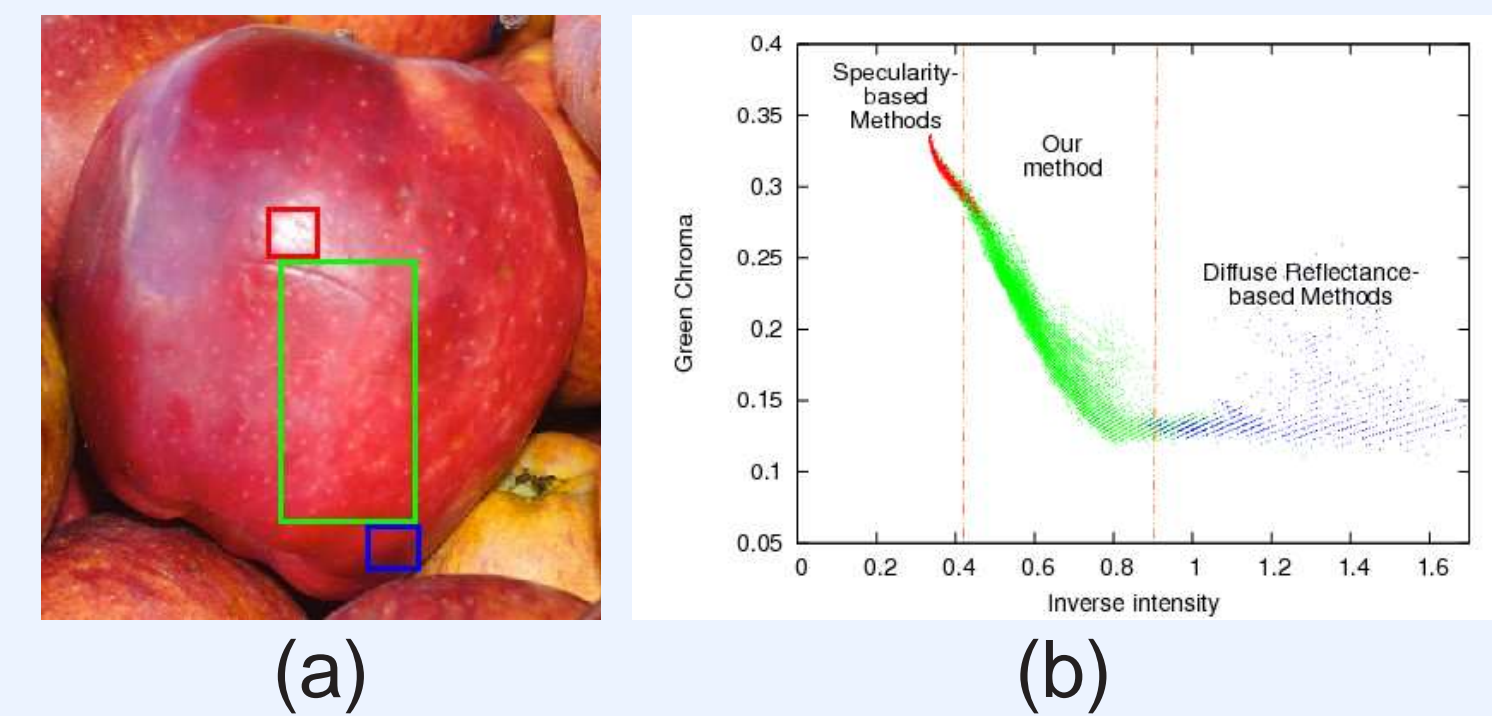 0.4
0.35
0.3
0.25
0.2
0.15
0.1
0.05
Green Chroma
Specularity-
based
Methods
Our
method
Diffuse Reflectance-
based Methods
0 0.2 0.4 0.6 0.8 1 1.2 1.4 1.6
Inverse intensity
(a) (b)